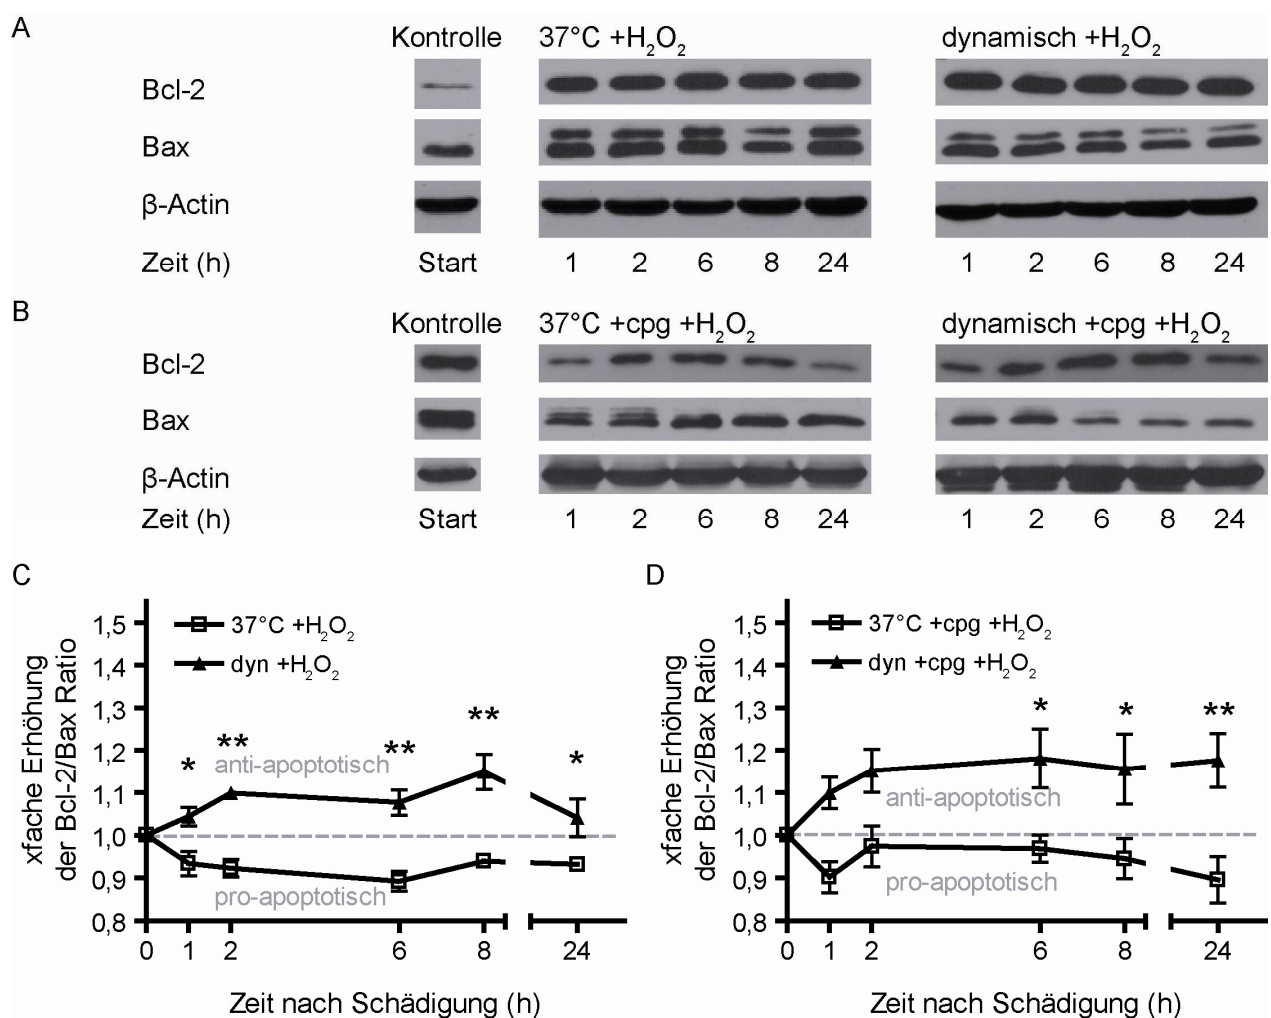 A
Kontrolle 37°C +H₂O₂ dynamisch +H₂O₂
Bcl-2
Bax
β-Actin
Zeit (h) Start 1 2 6 8 24 1 2 6 8 24
B
Kontrolle 37°C +cpg +H₂O₂ dynamisch +cpg +H₂O₂
Bcl-2
Bax
β-Actin
Zeit (h) Start 1 2 6 8 24 1 2 6 8 24
C
xfache Erhöhung
der Bcl-2/Bax Ratio
1,5
1,4
1,3
1,2
1,1
1,0
0,9
0,8
37°C +H₂O₂
dyn +H₂O₂
* ** ** ** *
anti-apoptotisch
pro-apoptotisch
0 1 2 6 8 24
Zeit nach Schädigung (h)
D
xfache Erhöhung
der Bcl-2/Bax Ratio
1,5
1,4
1,3
1,2
1,1
1,0
0,9
0,8
37°C +cpg +H₂O₂
dyn +cpg +H₂O₂
* * **
anti-apoptotisch
pro-apoptotisch
0 1 2 6 8 24
Zeit nach Schädigung (h)